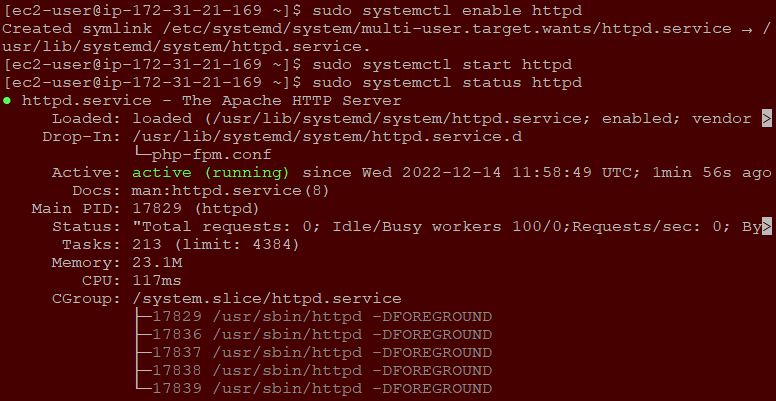 [ec2-user@ip-172-31-21-169 ~]$ sudo systemctl enable httpd
Created symlink /etc/systemd/system/multi-user.target.wants/httpd.service → /
usr/lib/systemd/system/httpd.service.
[ec2-user@ip-172-31-21-169 ~]$ sudo systemctl start httpd
[ec2-user@ip-172-31-21-169 ~]$ sudo systemctl status httpd
● httpd.service - The Apache HTTP Server
     Loaded: loaded (/usr/lib/systemd/system/httpd.service; enabled; vendor >
    Drop-In: /usr/lib/systemd/system/httpd.service.d
             └─php-fpm.conf
     Active: active (running) since Wed 2022-12-14 11:58:49 UTC; 1min 56s ago
       Docs: man:httpd.service(8)
   Main PID: 17829 (httpd)
     Status: "Total requests: 0; Idle/Busy workers 100/0;Requests/sec: 0; By>
      Tasks: 213 (limit: 4384)
     Memory: 23.1M
        CPU: 117ms
     CGroup: /system.slice/httpd.service
             ├─17829 /usr/sbin/httpd -DFOREGROUND
             ├─17836 /usr/sbin/httpd -DFOREGROUND
             ├─17837 /usr/sbin/httpd -DFOREGROUND
             ├─17838 /usr/sbin/httpd -DFOREGROUND
             └─17839 /usr/sbin/httpd -DFOREGROUND